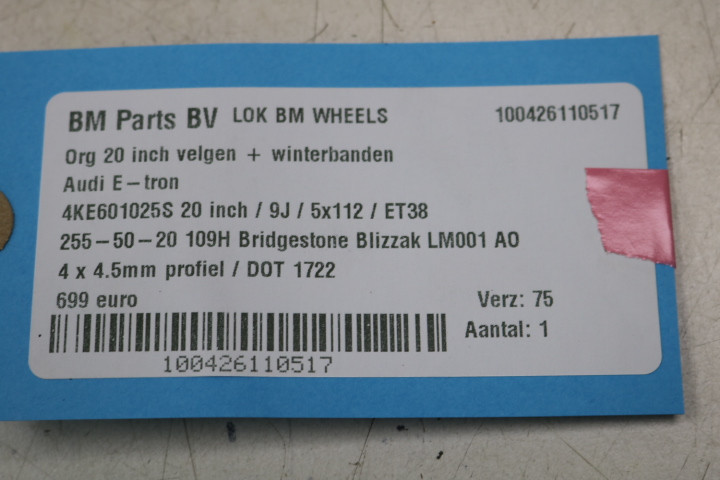 BM Parts BV LOK BM WHEELS 100426110517
Org 20 inch velgen + winterbanden
Audi E-tron
4KE601025S 20 inch / 9J / 5x112 / ET38
255-50-20 109H Bridgestone Blizzak LM001 AO
4 x 4.5mm profiel / DOT 1722
699 euro Verz: 75
Aantal: 1
100426110517